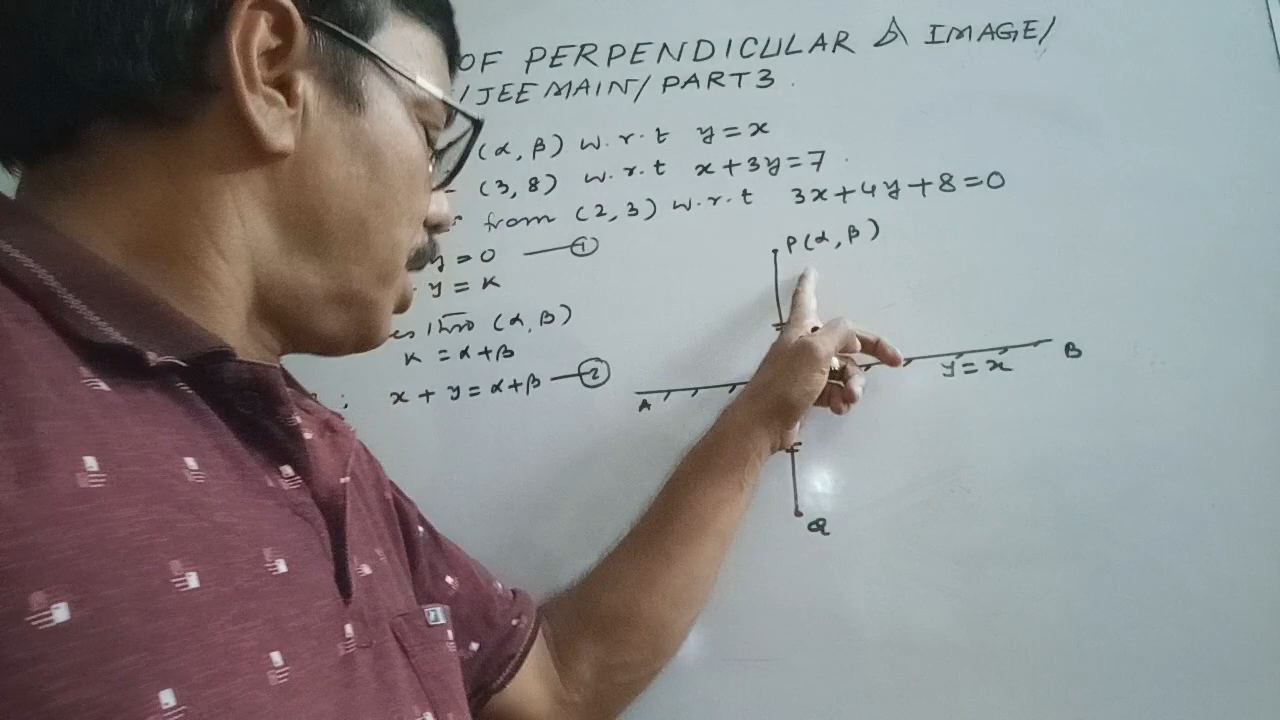 OF PERPENDICULAR & IMAGE/
/JEE MAIN/PART 3.
(α, β) w.r.t y = x
(3, 8) w.r.t x + 3y = 7.
from (2, 3) w.r.t 3x + 4y + 8 = 0
y = 0 — ①
y = k
(α, β)
k = α + β
: x + y = α + β — ②
P(α, β)
A
y = x
B
Q